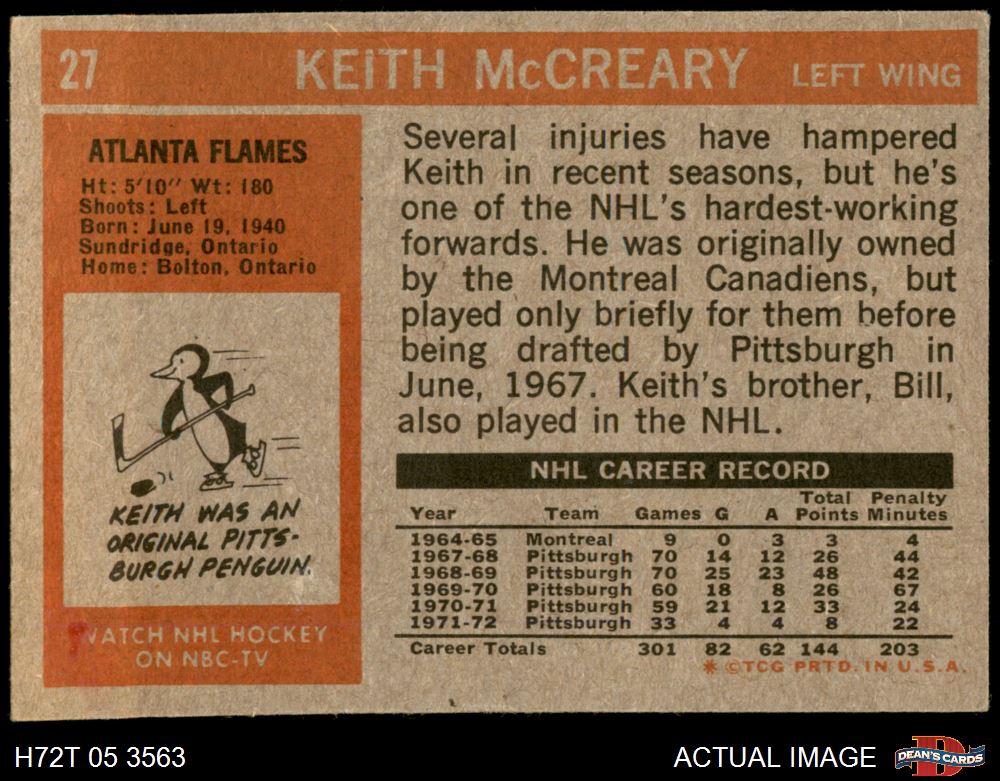 27 KEITH McCREARY LEFT WING
ATLANTA FLAMES
Ht: 5'10" Wt: 180
Shoots: Left
Born: June 19, 1940
Sundridge, Ontario
Home: Bolton, Ontario
KEITH WAS AN
ORIGINAL PITTS-
BURGH PENGUIN.
WATCH NHL HOCKEY
ON NBC-TV
Several injuries have hampered
Keith in recent seasons, but he's
one of the NHL's hardest-working
forwards. He was originally owned
by the Montreal Canadiens, but
played only briefly for them before
being drafted by Pittsburgh in
June, 1967. Keith's brother, Bill,
also played in the NHL.
NHL CAREER RECORD
Year Team Games G A Total Points Penalty Minutes
1964-65 Montreal 9 0 3 3 4
1967-68 Pittsburgh 70 14 12 26 44
1968-69 Pittsburgh 70 25 23 48 42
1969-70 Pittsburgh 60 18 8 26 67
1970-71 Pittsburgh 59 21 12 33 24
1971-72 Pittsburgh 33 4 4 8 22
Career Totals 301 82 62 144 203
* © TCG PRTD. IN U.S.A.
H72T 05 3563 ACTUAL IMAGE D DEAN'S CARDS